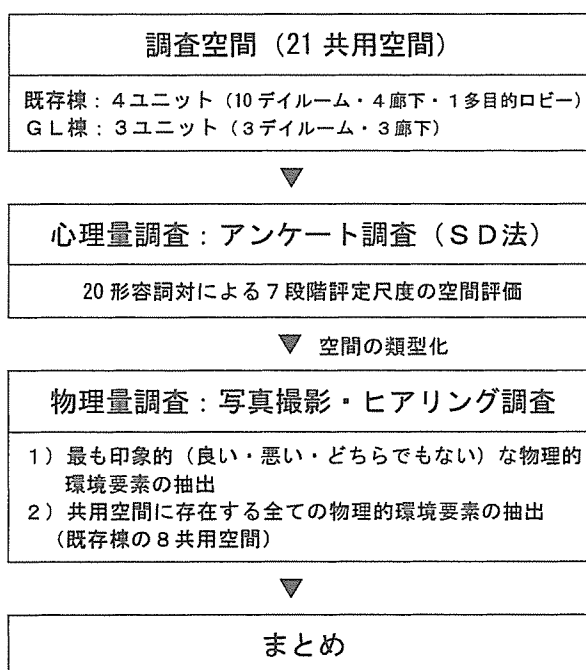 調査空間（21 共用空間）
既存棟：４ユニット（10 デイルーム・４廊下・１多目的ロビー）
ＧＬ棟：３ユニット（３デイルーム・３廊下）
心理量調査：アンケート調査（ＳＤ法）
20 形容詞対による７段階評定尺度の空間評価
空間の類型化
物理量調査：写真撮影・ヒアリング調査
１）最も印象的（良い・悪い・どちらでもない）な物理的
環境要素の抽出
２）共用空間に存在する全ての物理的環境要素の抽出
（既存棟の８共用空間）
まとめ